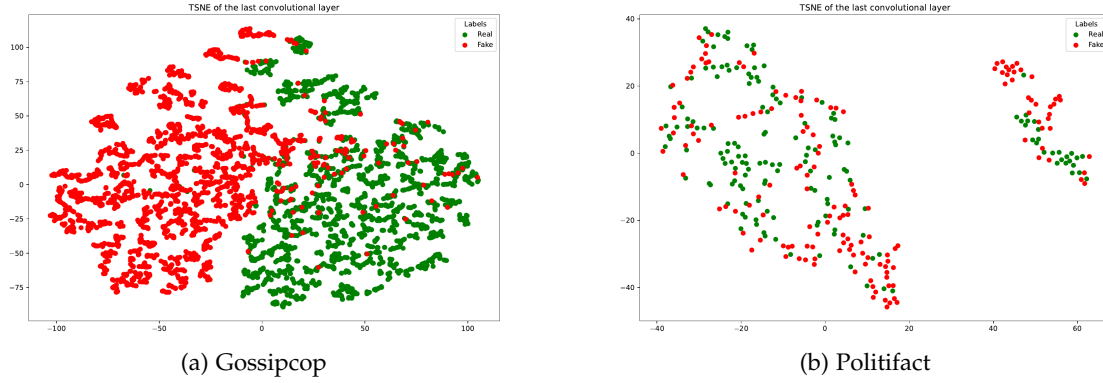 TSNE of the last convolutional layer
Labels
Real
Fake
100
75
50
25
0
−25
−50
−75
−100
−50
0
50
100
(a) Gossipcop
TSNE of the last convolutional layer
Labels
Real
Fake
40
20
0
−20
−40
−40
−20
0
20
40
60
(b) Politifact